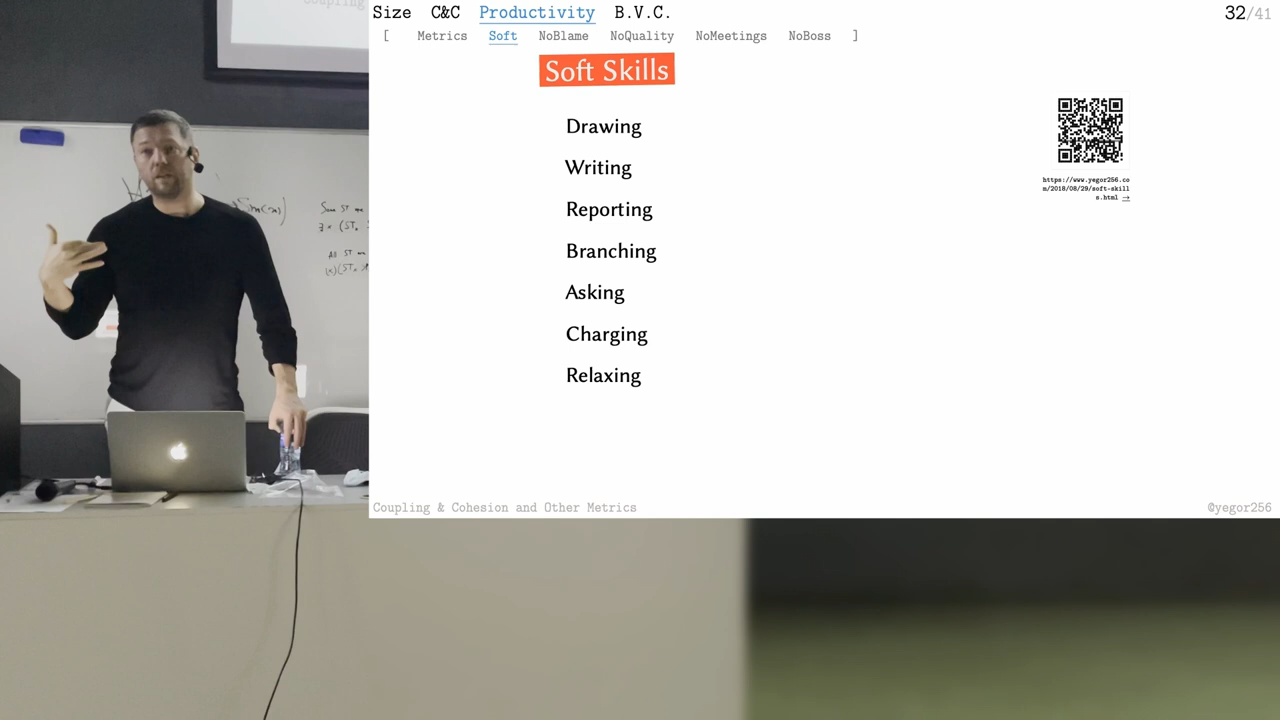 Coupling
Size C&C Productivity B.V.C. 32/41
[ Metrics Soft NoBlame NoQuality NoMeetings NoBoss ]
Soft Skills
Drawing
Writing
Reporting
Branching
Asking
Charging
Relaxing
https://www.yegor256.co
m/2018/08/29/soft-skill
s.html →
Coupling & Cohesion and Other Metrics
@yegor256